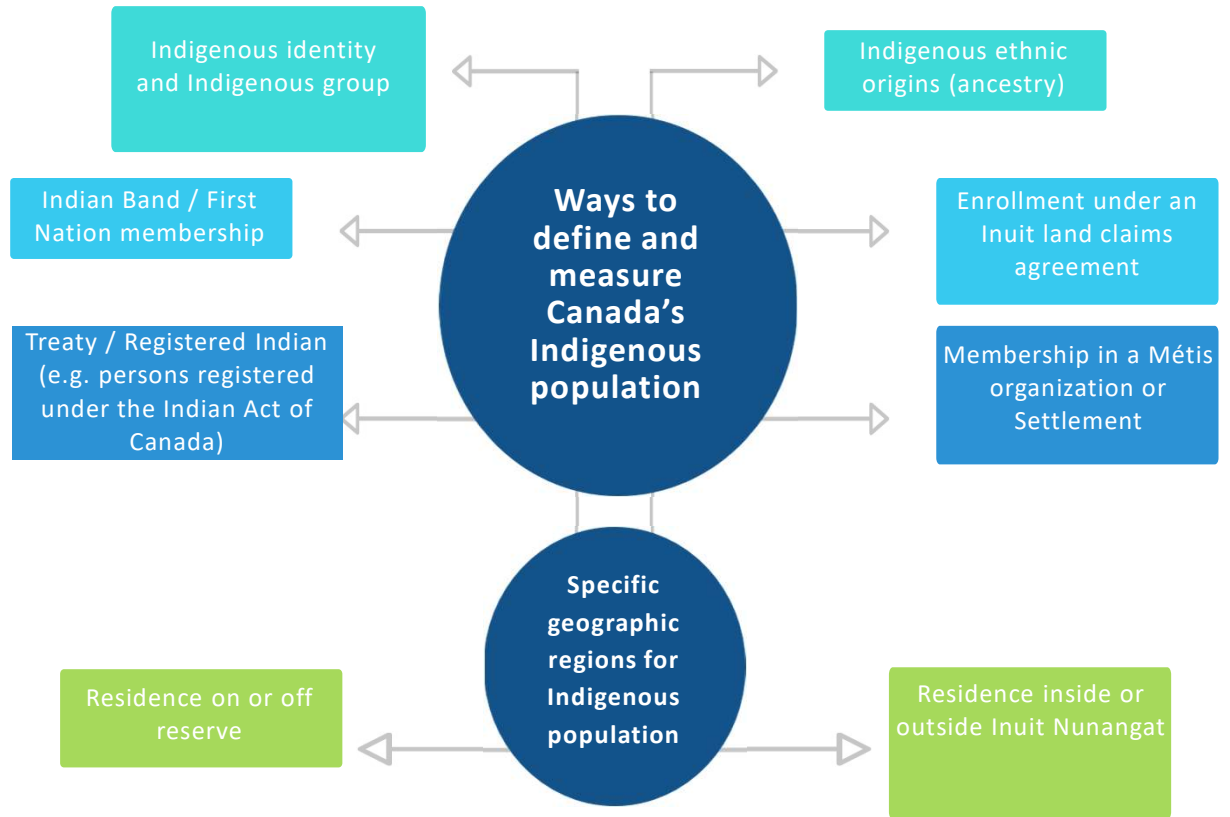 Indigenous identity
and Indigenous group
Indigenous ethnic
origins (ancestry)
Indian Band / First
Nation membership
Ways to
define and
measure
Canada’s
Indigenous
population
Enrollment under an
Inuit land claims
agreement
Treaty / Registered Indian
(e.g. persons registered
under the Indian Act of
Canada)
Membership in a Métis
organization or
Settlement
Specific
geographic
regions for
Indigenous
population
Residence on or off
reserve
Residence inside or
outside Inuit Nunangat